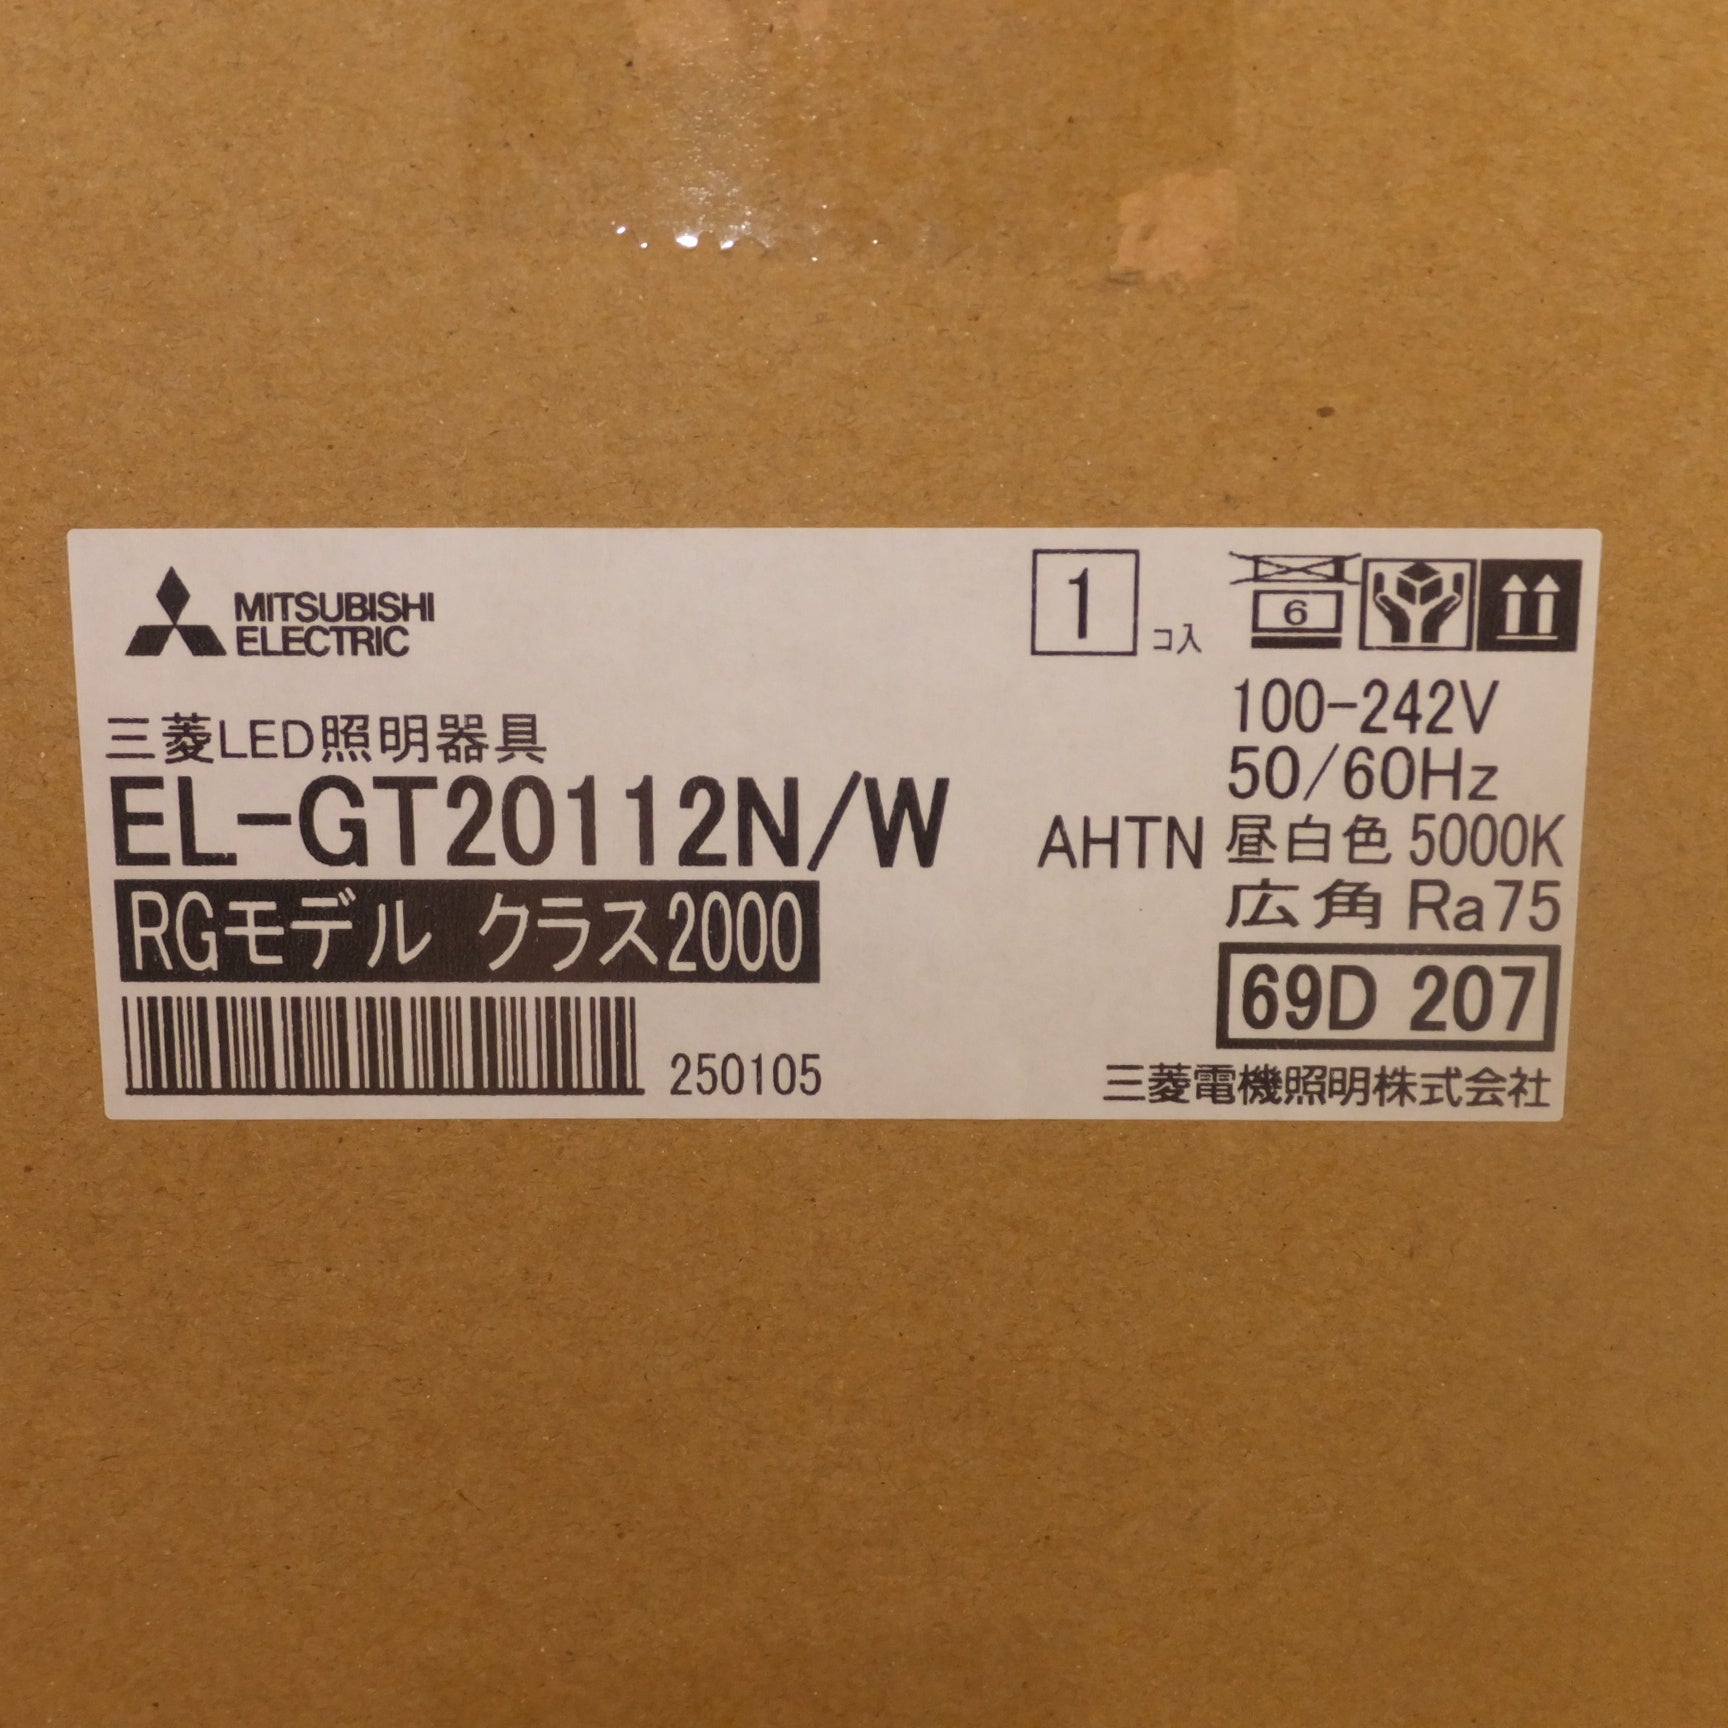 MITSUBISHI
ELECTRIC
1 コ入
6
三菱LED照明器具
EL-GT20112N/W
RGモデル クラス2000
250105
100-242V
50/60Hz
AHTN 昼白色 5000K
広角 Ra75
69D 207
三菱電機照明株式会社